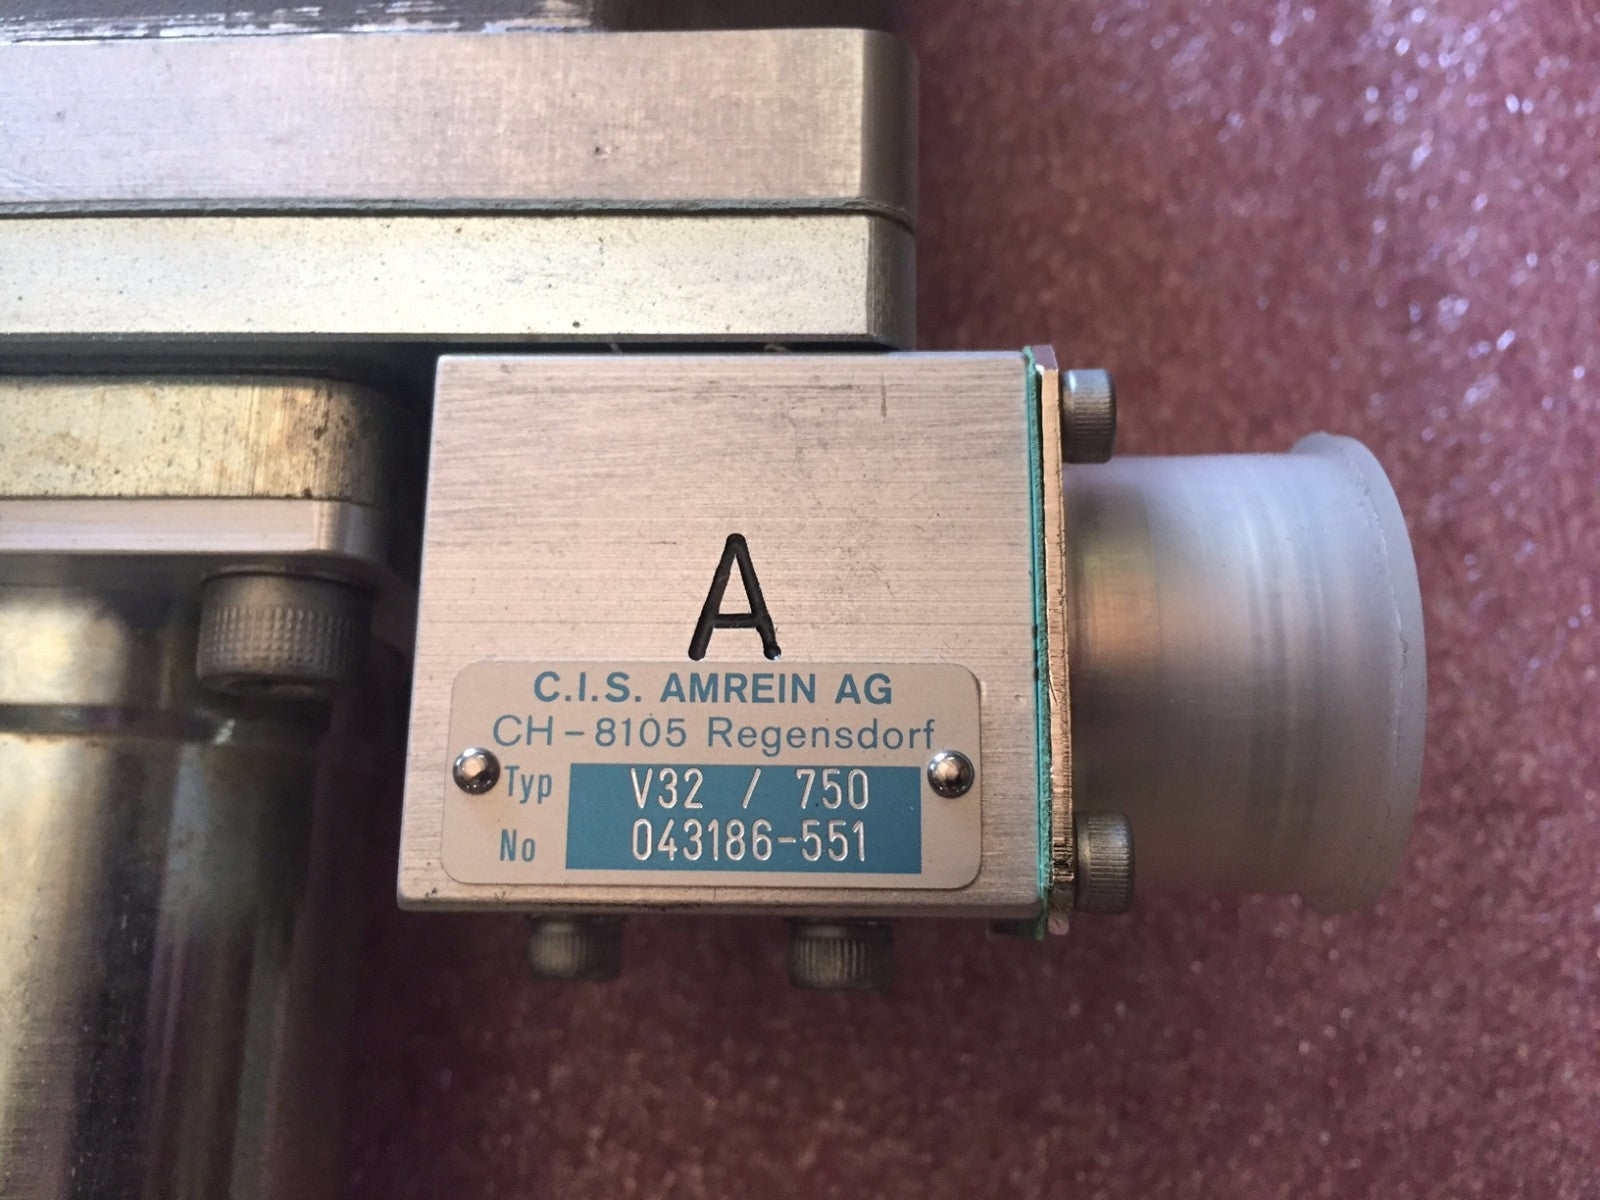 A
C.I.S. AMREIN AG
CH-8105 Regensdorf
Typ V32 / 750
No 043186-551